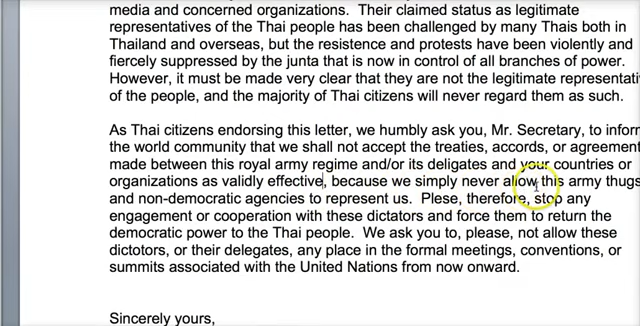 media and concerned organizations.  Their claimed status as legitimate
representatives of the Thai people has been challenged by many Thais both in
Thailand and overseas, but the resistance and protests have been violently and
fiercely suppressed by the junta that is now in control of all branches of power.
However, it must be made very clear that they are not the legitimate representati
of the people, and the majority of Thai citizens will never regard them as such.
As Thai citizens endorsing this letter, we humbly ask you, Mr. Secretary, to infor
the world community that we shall not accept the treaties, accords, or agreement
made between this royal army regime and/or its deligates and your countries or
organizations as validly effective, because we simply never allow this army thugs
and non-democratic agencies to represent us.  Plese, therefore, stop any
engagement or cooperation with these dictators and force them to return the
democratic power to the Thai people.  We ask you to, please, not allow these
dictotors, or their delegates, any place in the formal meetings, conventions, or
summits associated with the United Nations from now onward.
Sincerely yours,